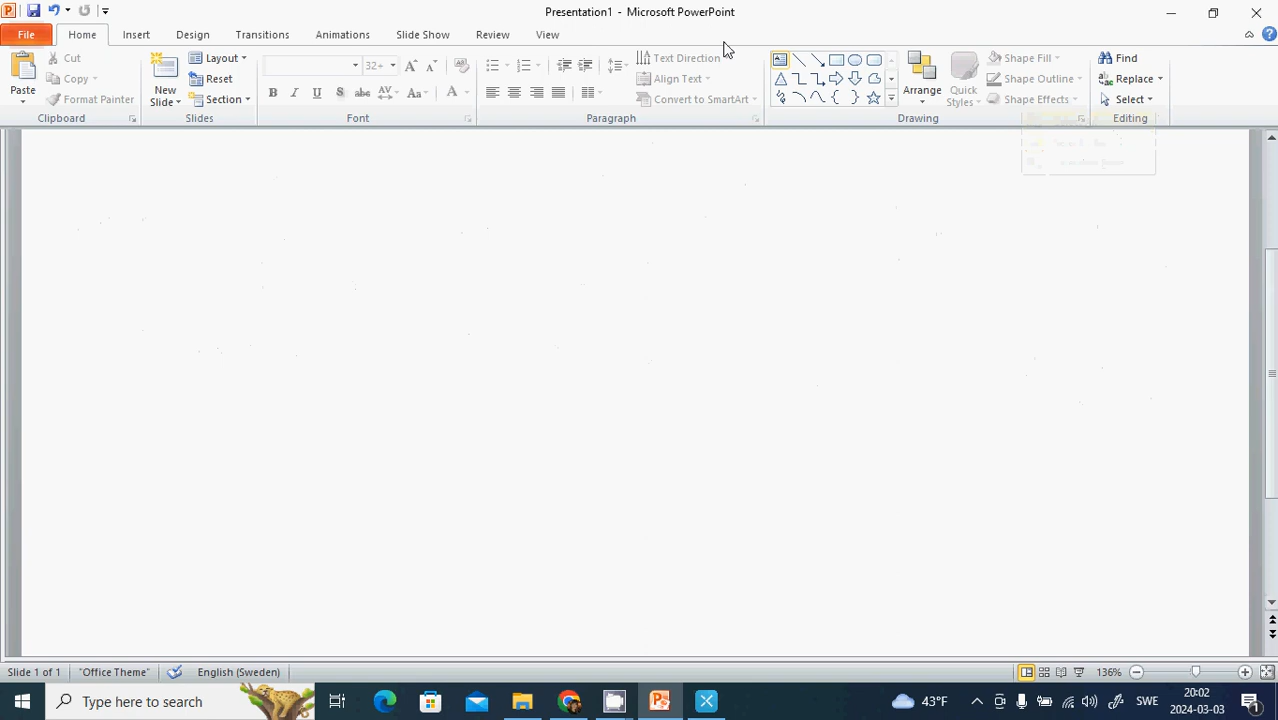 Presentation1 - Microsoft PowerPoint
File Home Insert Design Transitions Animations Slide Show Review View
Paste Cut Copy Format Painter Clipboard
New Slide Layout Reset Section Slides
32+ A A B I U S abc AV Aa A Font
Text Direction Align Text Convert to SmartArt Paragraph
Arrange Quick Styles Shape Fill Shape Outline Shape Effects Drawing
Find Replace Select Editing
Slide 1 of 1 "Office Theme" English (Sweden) 136%
Type here to search 43°F SWE 20:02
2024-03-03 1